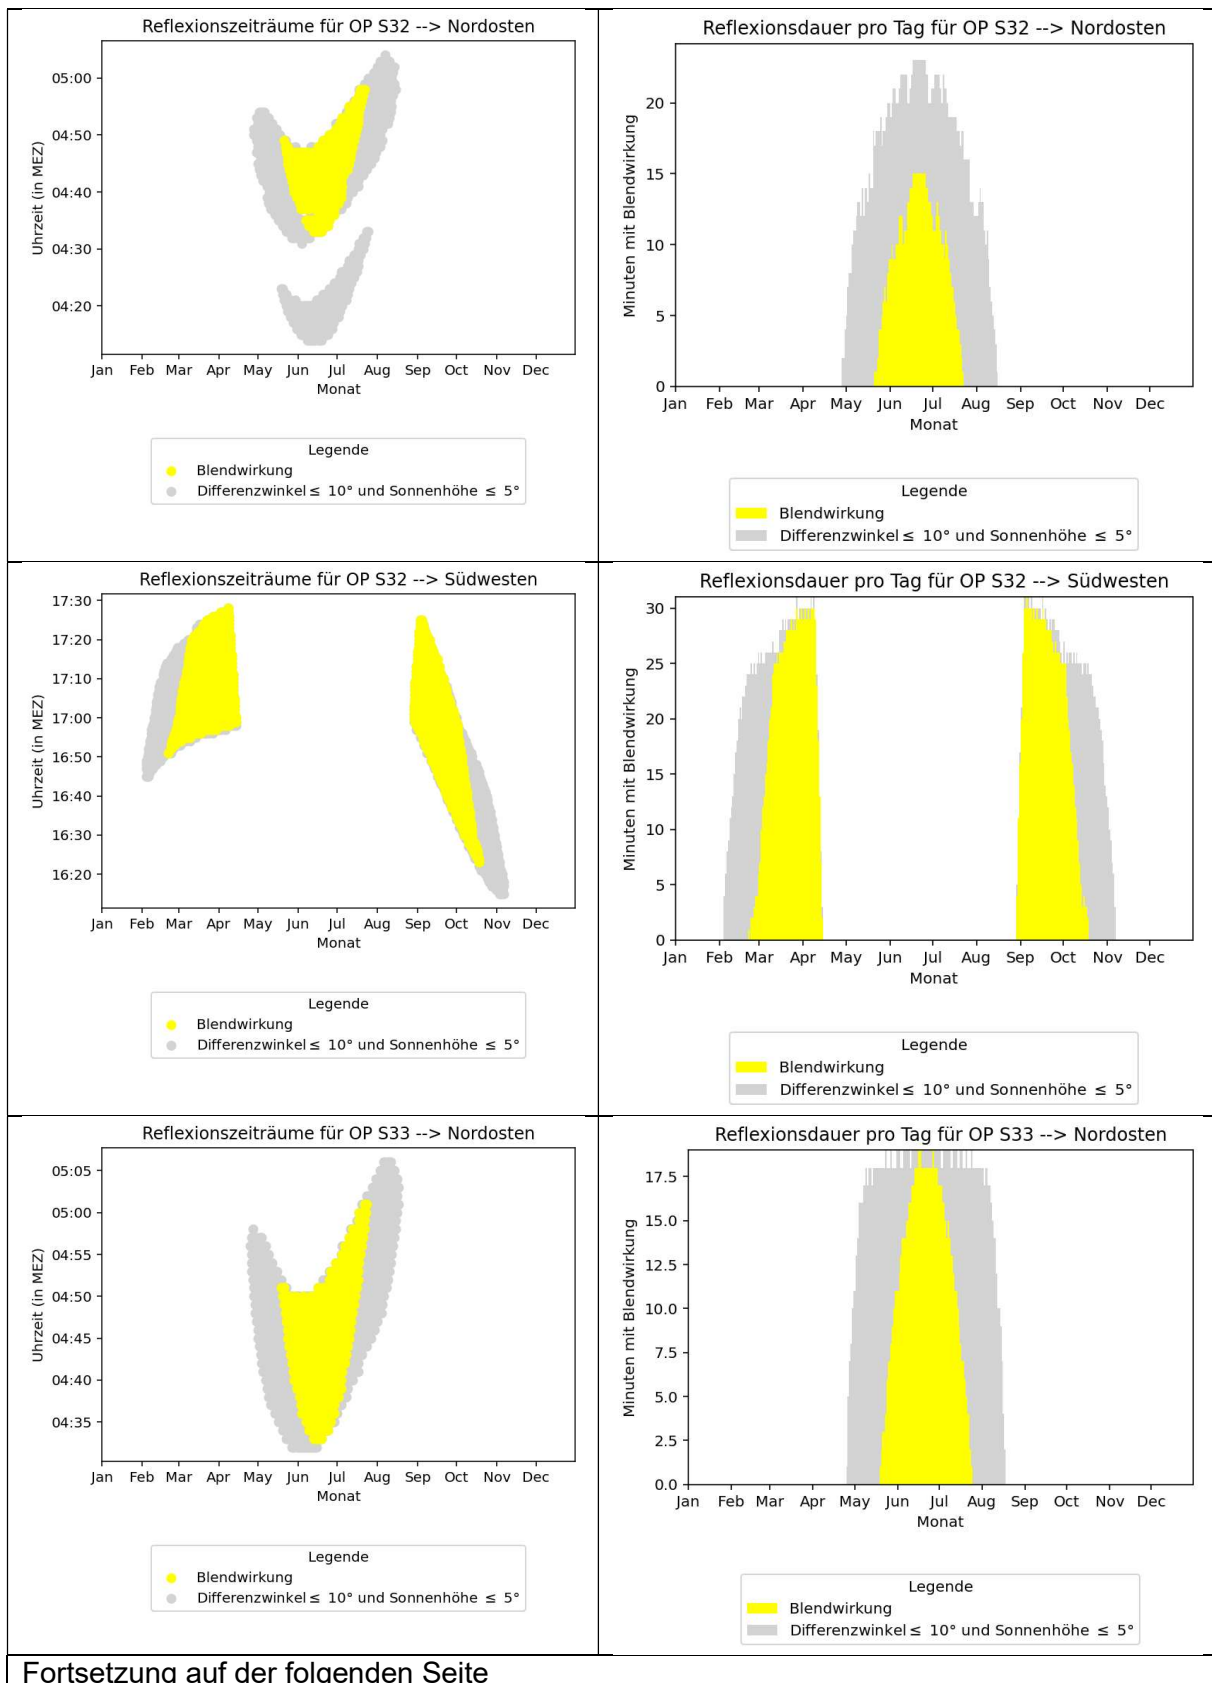 Reflexionszeiträume für OP S32 --> Nordosten
Uhrzeit (in MEZ)
05:00
04:50
04:40
04:30
04:20
Jan Feb Mar Apr May Jun Jul Aug Sep Oct Nov Dec
Monat
Legende
Blendwirkung
Differenzwinkel ≤ 10° und Sonnenhöhe ≤ 5°
Reflexionsdauer pro Tag für OP S32 --> Nordosten
Minuten mit Blendwirkung
20
15
10
5
0
Jan Feb Mar Apr May Jun Jul Aug Sep Oct Nov Dec
Monat
Legende
Blendwirkung
Differenzwinkel ≤ 10° und Sonnenhöhe ≤ 5°
Reflexionszeiträume für OP S32 --> Südwesten
Uhrzeit (in MEZ)
17:30
17:20
17:10
17:00
16:50
16:40
16:30
16:20
Jan Feb Mar Apr May Jun Jul Aug Sep Oct Nov Dec
Monat
Legende
Blendwirkung
Differenzwinkel ≤ 10° und Sonnenhöhe ≤ 5°
Reflexionsdauer pro Tag für OP S32 --> Südwesten
Minuten mit Blendwirkung
30
25
20
15
10
5
0
Jan Feb Mar Apr May Jun Jul Aug Sep Oct Nov Dec
Monat
Legende
Blendwirkung
Differenzwinkel ≤ 10° und Sonnenhöhe ≤ 5°
Reflexionszeiträume für OP S33 --> Nordosten
Uhrzeit (in MEZ)
05:05
05:00
04:55
04:50
04:45
04:40
04:35
Jan Feb Mar Apr May Jun Jul Aug Sep Oct Nov Dec
Monat
Legende
Blendwirkung
Differenzwinkel ≤ 10° und Sonnenhöhe ≤ 5°
Reflexionsdauer pro Tag für OP S33 --> Nordosten
Minuten mit Blendwirkung
17.5
15.0
12.5
10.0
7.5
5.0
2.5
0.0
Jan Feb Mar Apr May Jun Jul Aug Sep Oct Nov Dec
Monat
Legende
Blendwirkung
Differenzwinkel ≤ 10° und Sonnenhöhe ≤ 5°
Fortsetzung auf der folgenden Seite